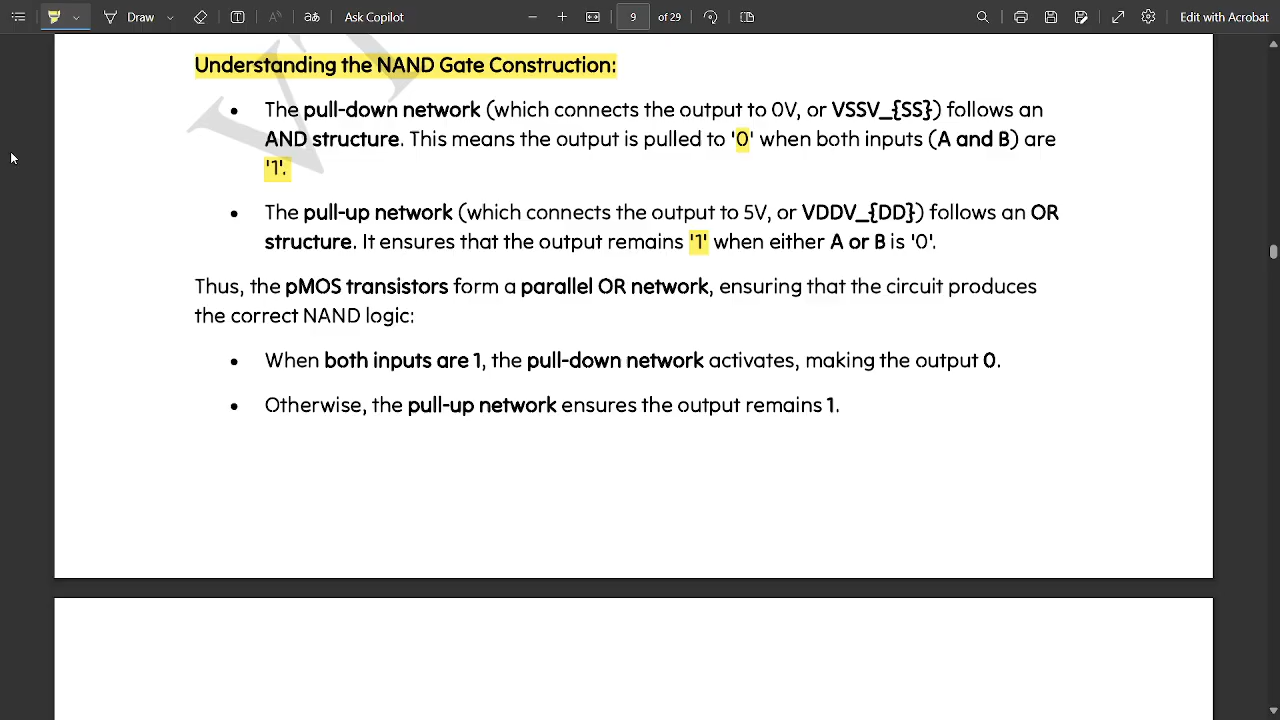 Draw
Ask Copilot
9 of 29
Edit with Acrobat
Understanding the NAND Gate Construction:
• The pull-down network (which connects the output to 0V, or VSSV_{SS}) follows an
AND structure. This means the output is pulled to '0' when both inputs (A and B) are
'1'.
• The pull-up network (which connects the output to 5V, or VDDV_{DD}) follows an OR
structure. It ensures that the output remains '1' when either A or B is '0'.
Thus, the pMOS transistors form a parallel OR network, ensuring that the circuit produces
the correct NAND logic:
• When both inputs are 1, the pull-down network activates, making the output 0.
• Otherwise, the pull-up network ensures the output remains 1.